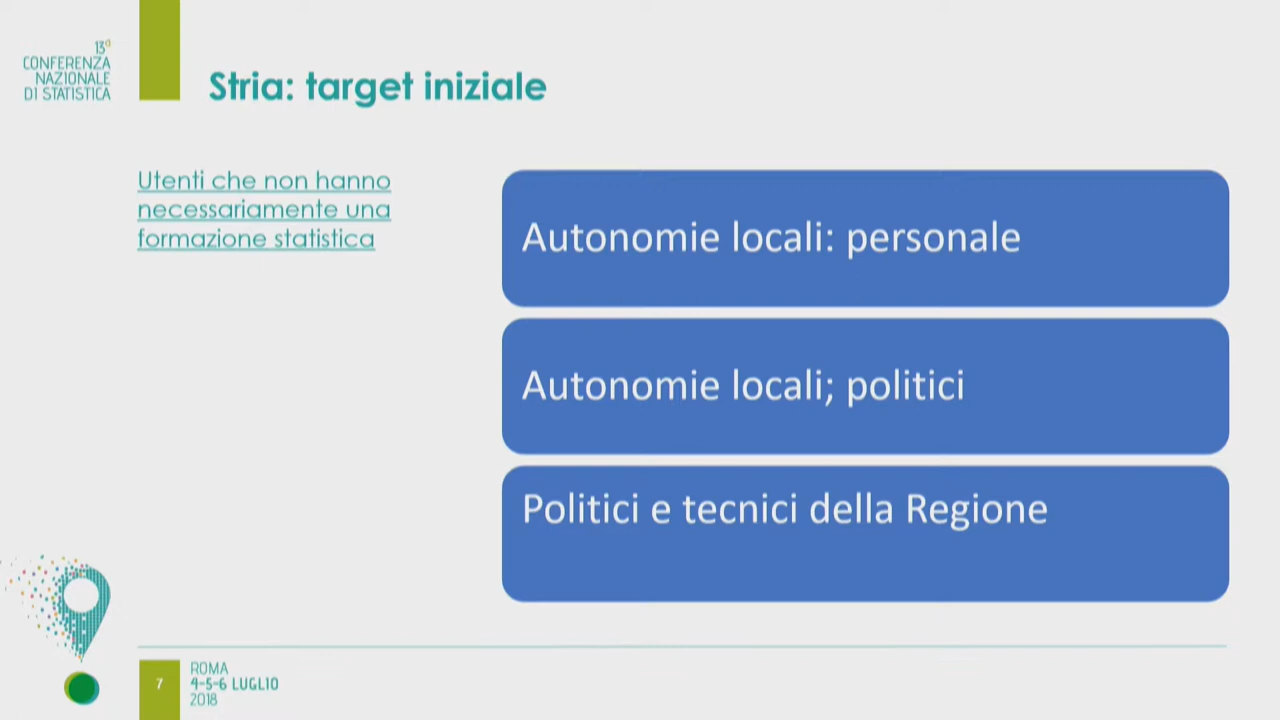 13a
CONFERENZA
NAZIONALE
DI STATISTICA
Stria: target iniziale
Utenti che non hanno
necessariamente una
formazione statistica
Autonomie locali: personale
Autonomie locali; politici
Politici e tecnici della Regione
7
ROMA
4-5-6 LUGLIO
2018